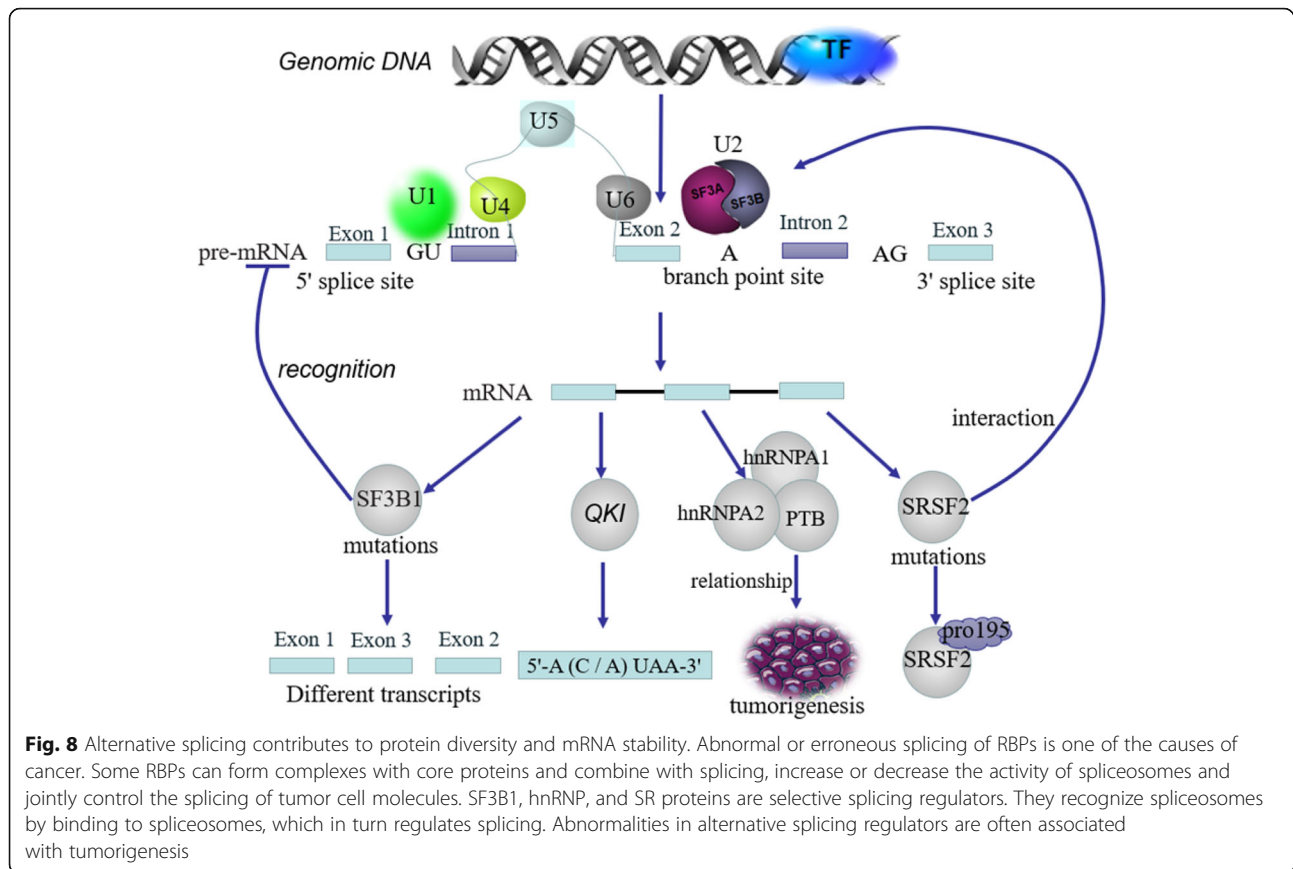 Genomic DNA
TF
U5
U2
U1
U4
U6
SF3A
SF3B
Exon 1
Intron 1
Exon 2
Intron 2
Exon 3
pre-mRNA
GU
A
AG
5' splice site
branch point site
3' splice site
recognition
mRNA
interaction
hnRNPA1
SF3B1
QKI
hnRNPA2
PTB
SRSF2
mutations
mutations
relationship
pro195
Exon 1
Exon 3
Exon 2
5'-A (C / A) UAA-3'
SRSF2
Different transcripts
tumorigenesis
Fig. 8 Alternative splicing contributes to protein diversity and mRNA stability. Abnormal or erroneous splicing of RBPs is one of the causes of
cancer. Some RBPs can form complexes with core proteins and combine with splicing, increase or decrease the activity of spliceosomes and
jointly control the splicing of tumor cell molecules. SF3B1, hnRNP, and SR proteins are selective splicing regulators. They recognize spliceosomes
by binding to spliceosomes, which in turn regulates splicing. Abnormalities in alternative splicing regulators are often associated
with tumorigenesis